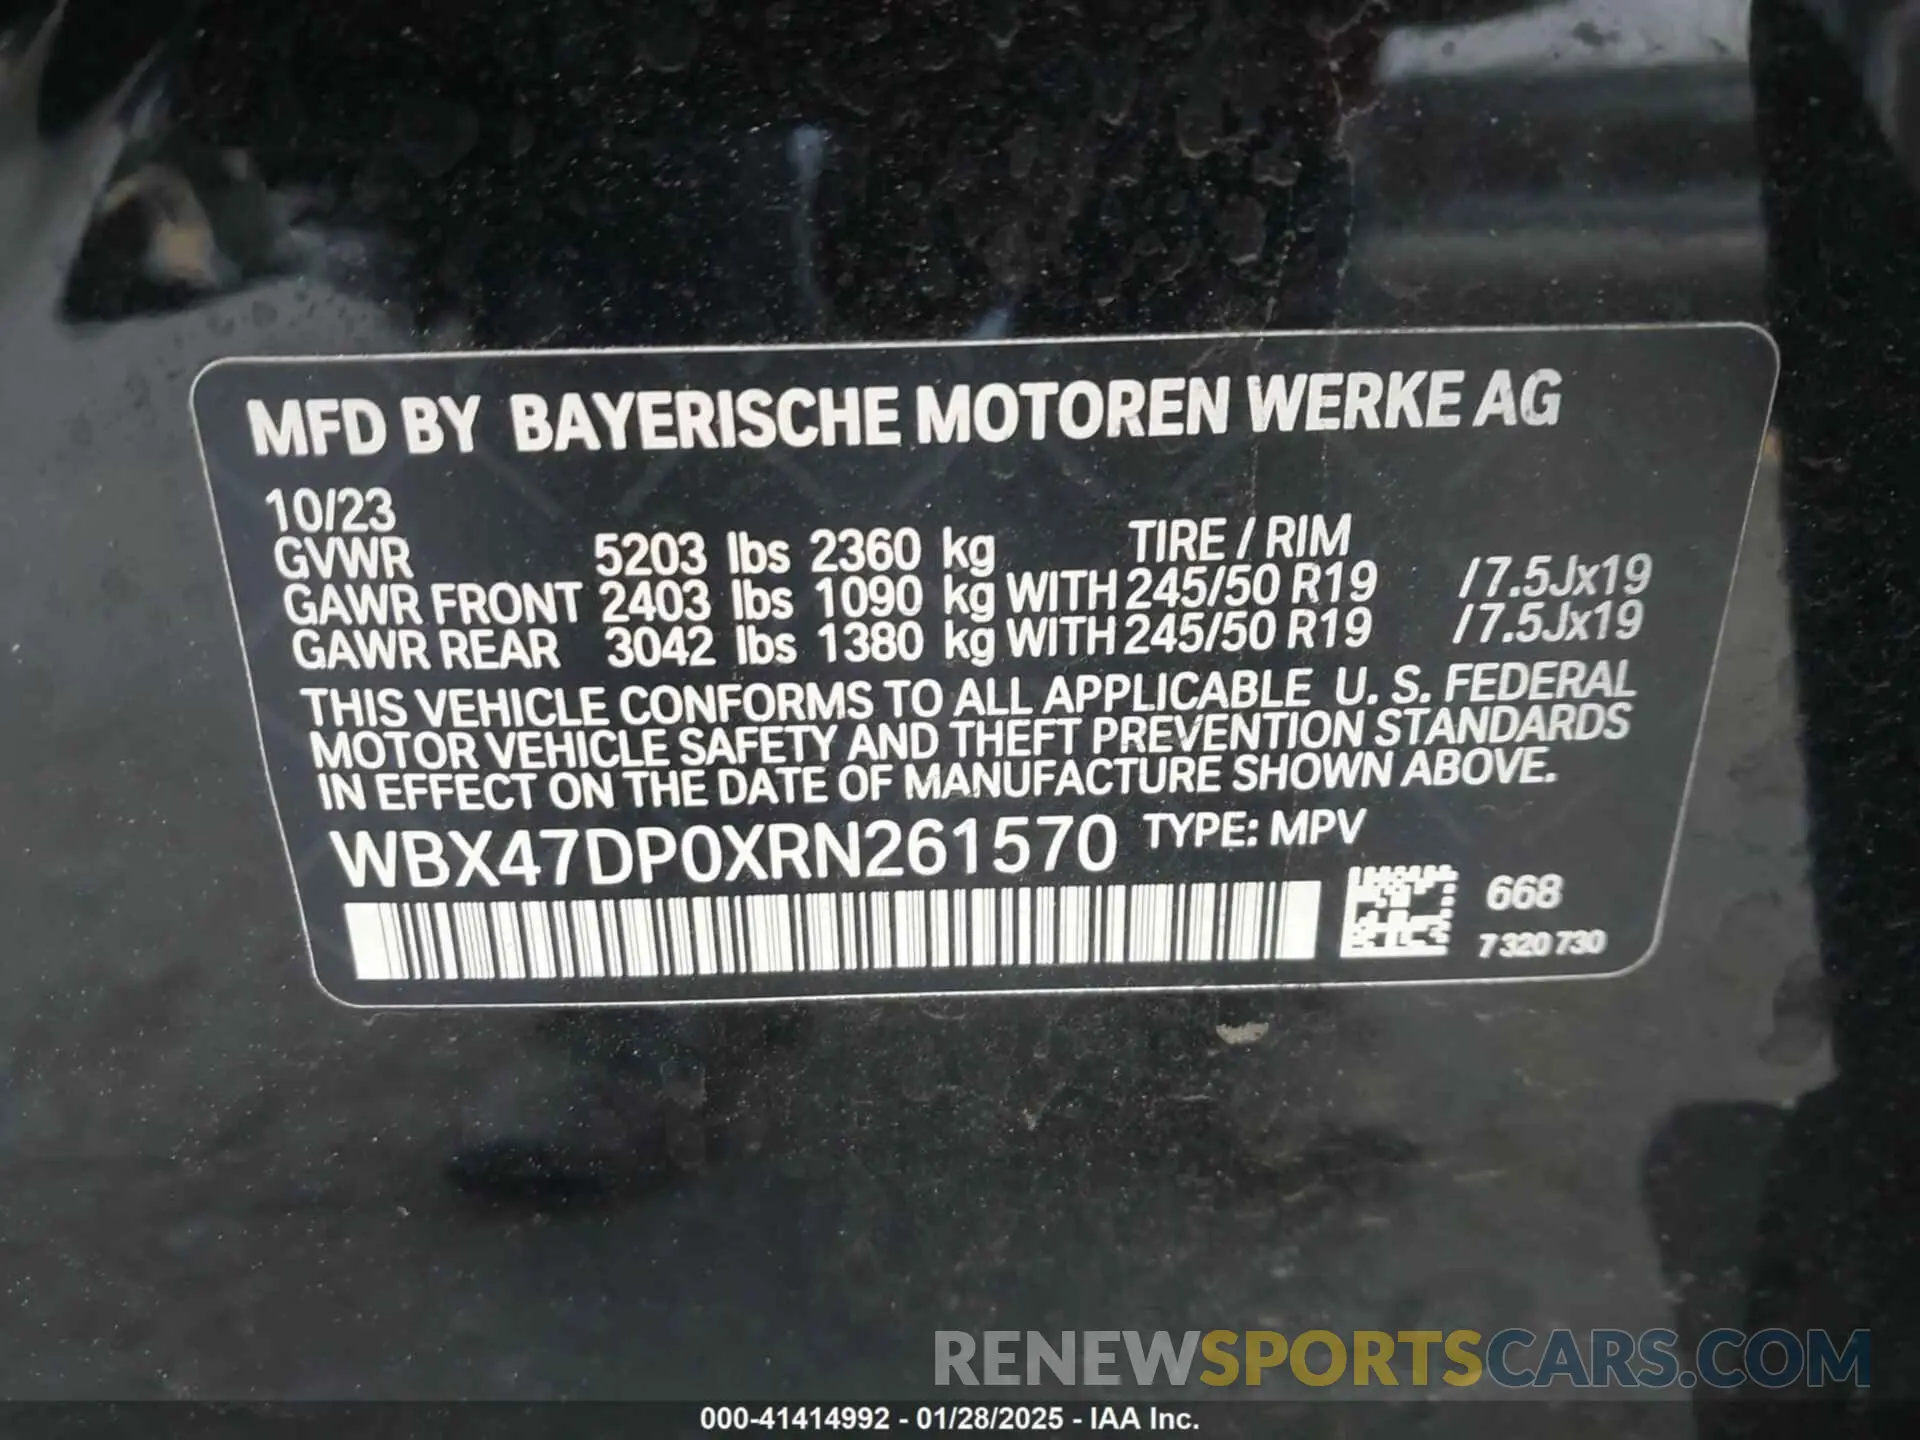 MFD BY BAYERISCHE MOTOREN WERKE AG
10/23
GVWR 5203 lbs 2360 kg TIRE / RIM
GAWR FRONT 2403 lbs 1090 kg WITH 245/50 R19 /7.5Jx19
GAWR REAR 3042 lbs 1380 kg WITH 245/50 R19 /7.5Jx19
THIS VEHICLE CONFORMS TO ALL APPLICABLE U. S. FEDERAL
MOTOR VEHICLE SAFETY AND THEFT PREVENTION STANDARDS
IN EFFECT ON THE DATE OF MANUFACTURE SHOWN ABOVE.
WBX47DP0XRN261570 TYPE: MPV
668
7 320 730
RENEWSPORTSCARS.COM
000-41414992 - 01/28/2025 - IAA Inc.